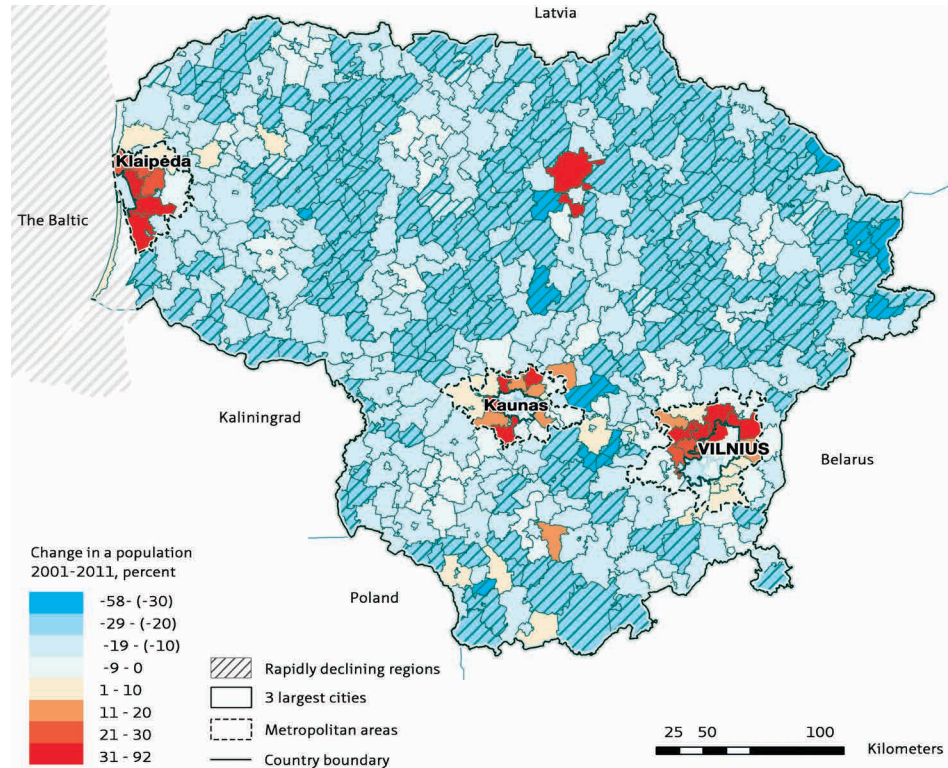 Latvia
Klaipėda
The Baltic
Kaliningrad
Kaunas
VILNIUS
Belarus
Poland
Change in a population
2001-2011, percent
-58- (-30)
-29 - (-20)
-19 - (-10)
-9 - 0
1 - 10
11 - 20
21 - 30
31 - 92
Rapidly declining regions
3 largest cities
Metropolitan areas
Country boundary
25 50 100
Kilometers